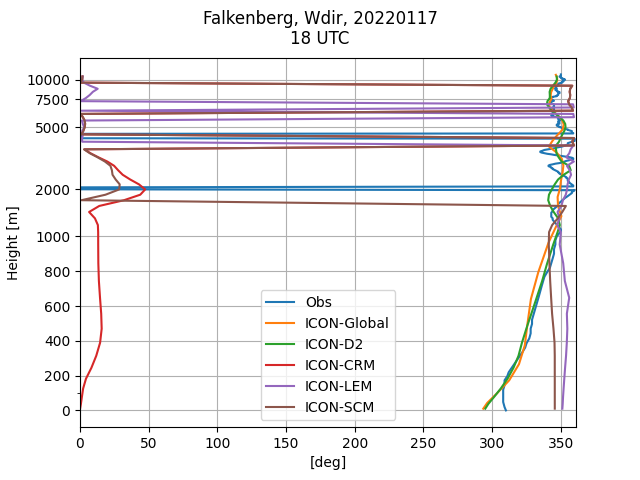 Falkenberg, Wdir, 20220117
18 UTC
Height [m]
10000
7500
5000
2000
1000
800
600
400
200
0
Obs
ICON-Global
ICON-D2
ICON-CRM
ICON-LEM
ICON-SCM
0 50 100 150 200 250 300 350
[deg]